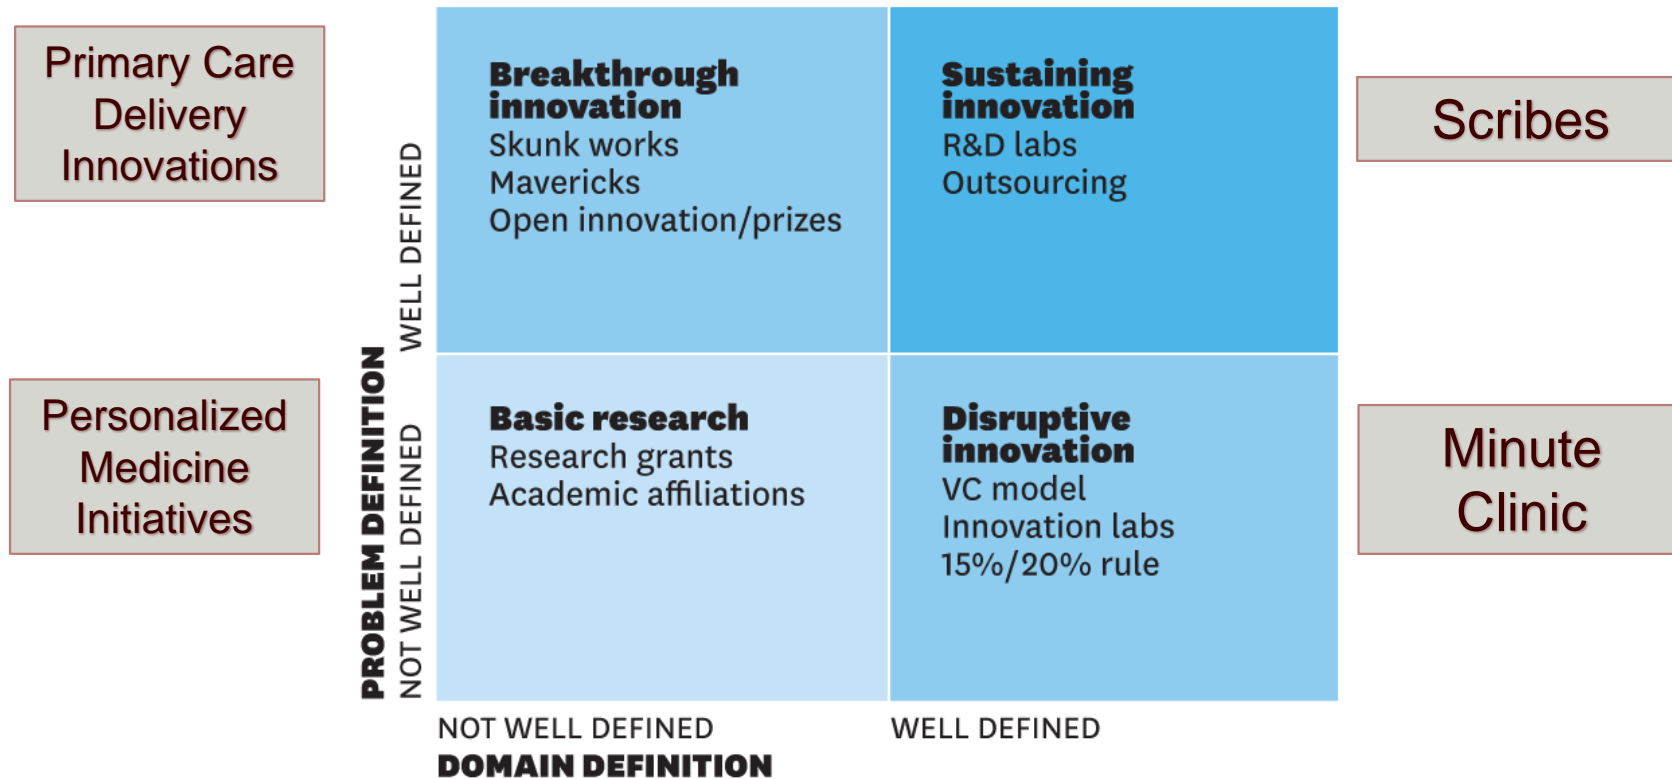 Primary Care
Delivery
Innovations
Breakthrough
innovation
Skunk works
Mavericks
Open innovation/prizes
Sustaining
innovation
R&D labs
Outsourcing
Scribes
WELL DEFINED
Personalized
Medicine
Initiatives
PROBLEM DEFINITION
NOT WELL DEFINED
Basic research
Research grants
Academic affiliations
Disruptive
innovation
VC model
Innovation labs
15%/20% rule
Minute
Clinic
NOT WELL DEFINED
WELL DEFINED
DOMAIN DEFINITION